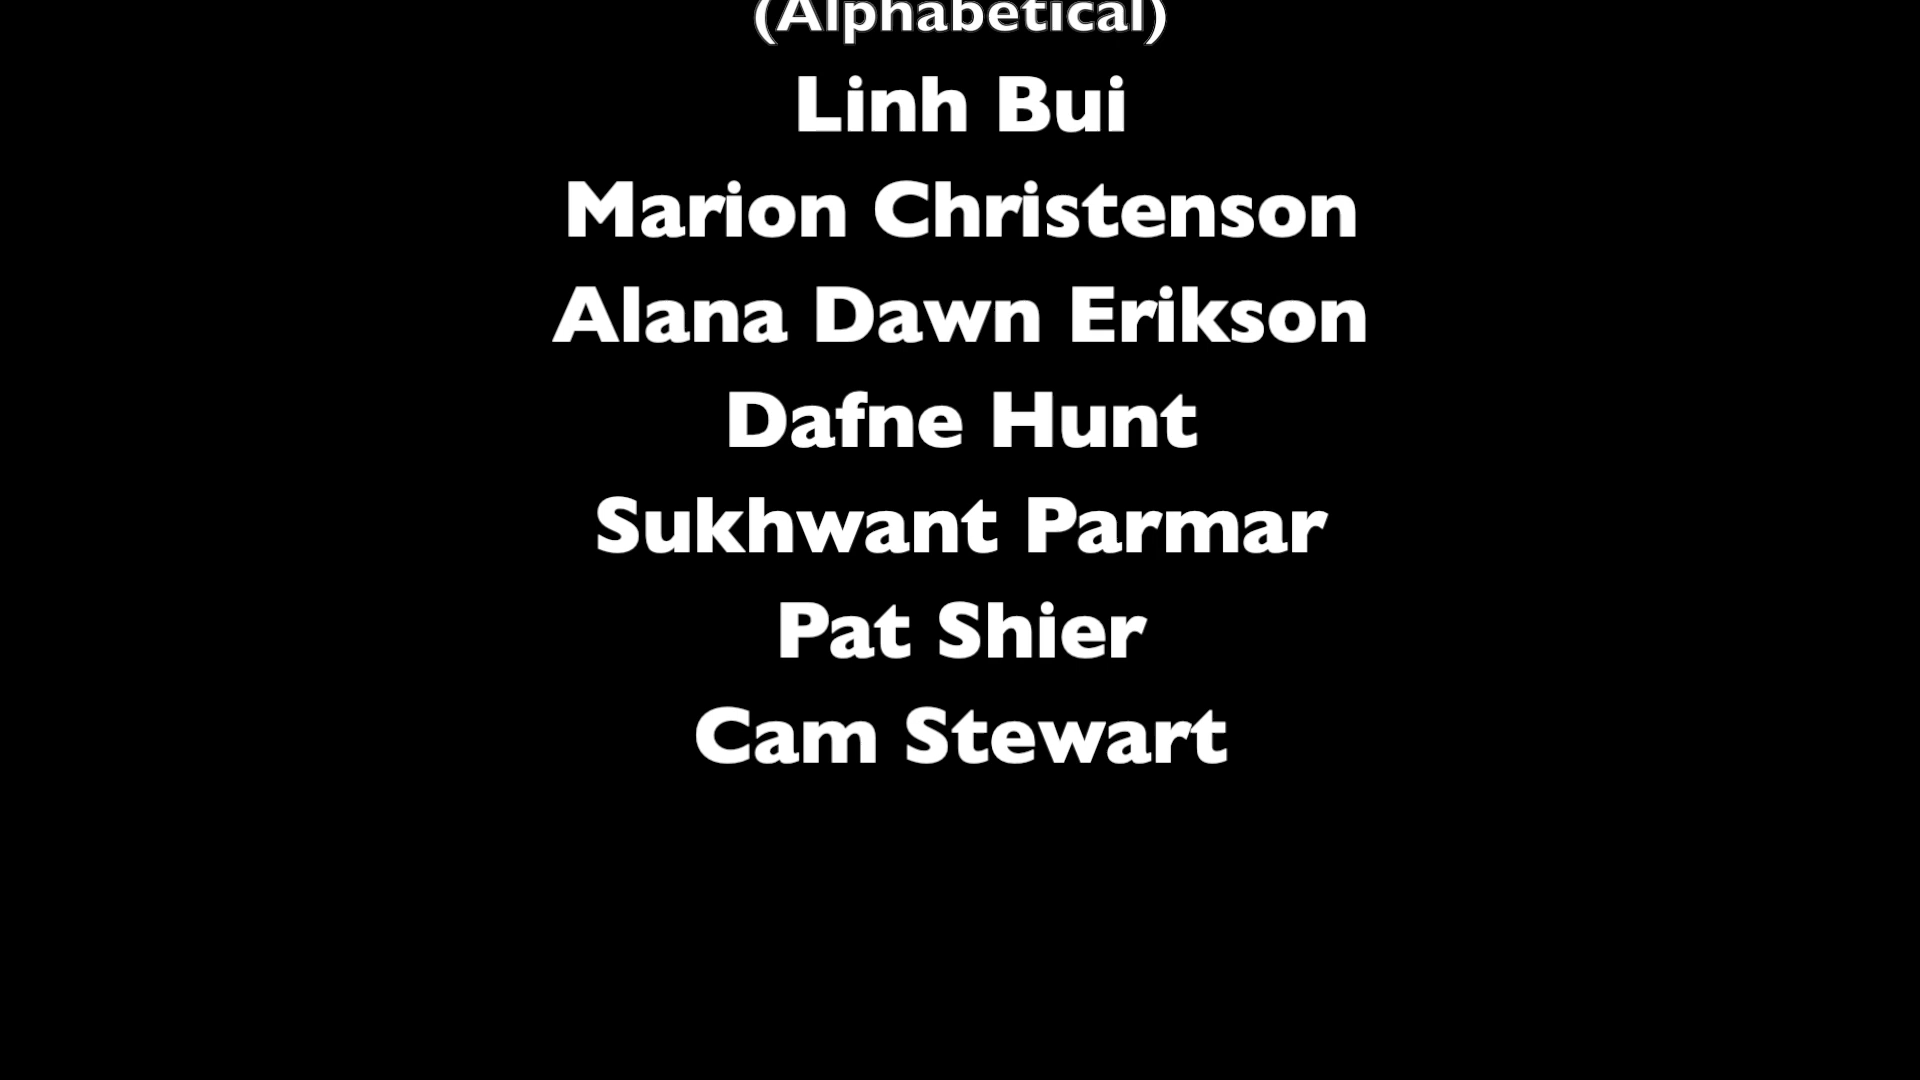 (Alphabetical)
Linh Bui
Marion Christenson
Alana Dawn Erikson
Dafne Hunt
Sukhwant Parmar
Pat Shier
Cam Stewart